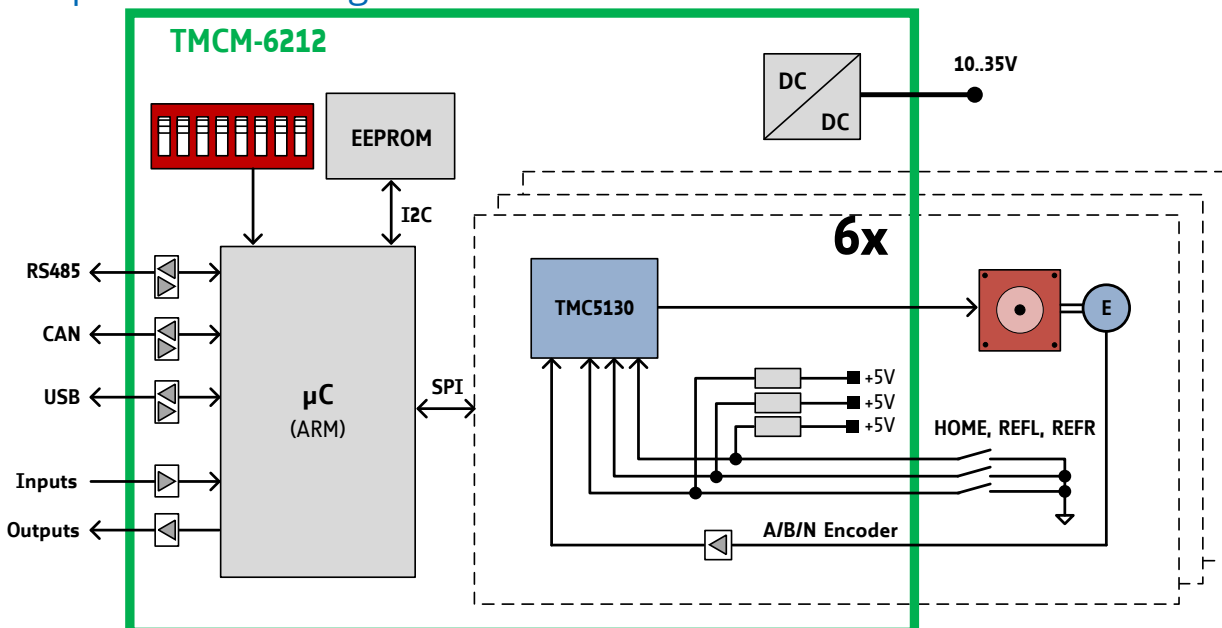 TMCM-6212
10..35V
DC
DC
EEPROM
I2C
6x
RS485
TMC5130
E
CAN
+5V
USB
SPI
+5V
µC
(ARM)
+5V
HOME, REFL, REFR
Inputs
Outputs
A/B/N Encoder